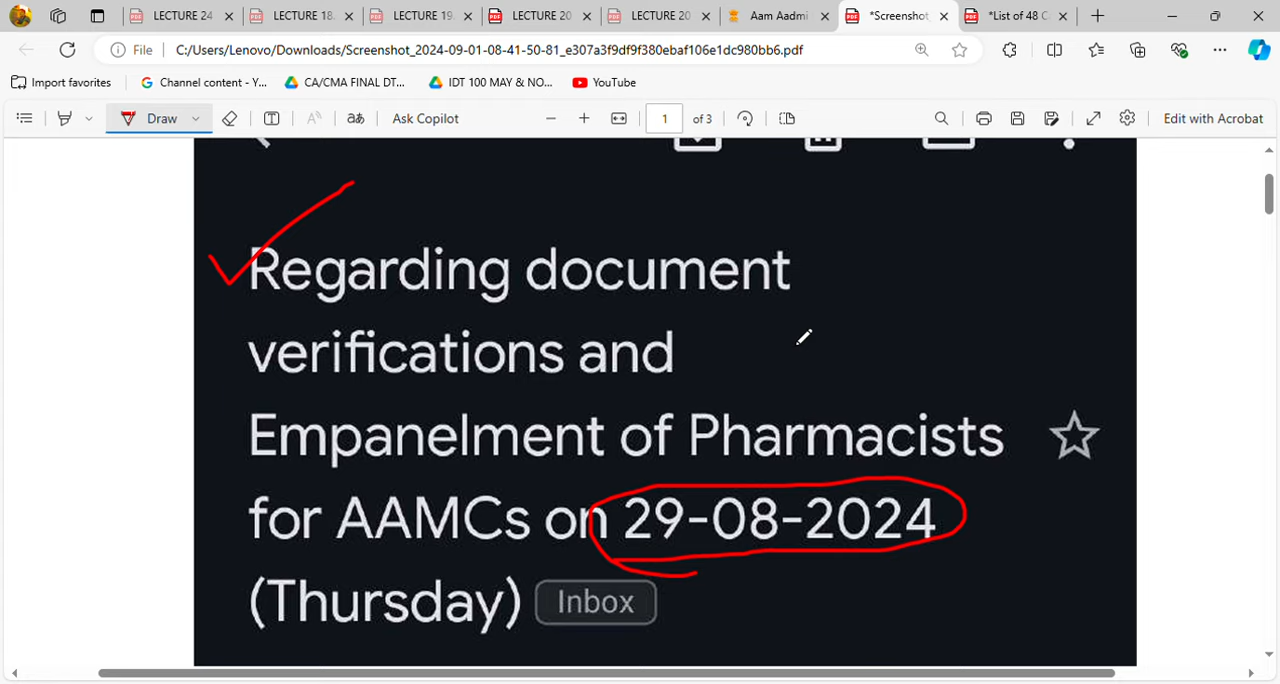 LECTURE 24
LECTURE 18.
LECTURE 19.
LECTURE 20
LECTURE 20
Aam Aadmi
*Screenshot_
*List of 48 C
File
C:/Users/Lenovo/Downloads/Screenshot_2024-09-01-08-41-50-81_e307a3f9df9f380ebaf106e1dc980bb6.pdf
Import favorites
Channel content - Y...
CA/CMA FINAL DT...
IDT 100 MAY & NO...
YouTube
Draw
Ask Copilot
1 of 3
Edit with Acrobat
Regarding document
verifications and
Empanelment of Pharmacists
for AAMCs on 29-08-2024
(Thursday) Inbox